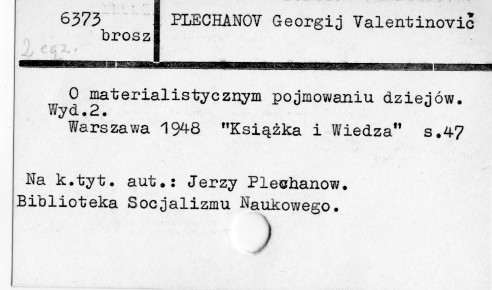 6373 PLECHANOV Georgij Valentinovič
brosz
2 egz.
O materialistycznym pojmowaniu dziejów.
Wyd.2.
Warszawa 1948 "Książka i Wiedza" s.47
Na k.tyt. aut.: Jerzy Plechanow.
Biblioteka Socjalizmu Naukowego.